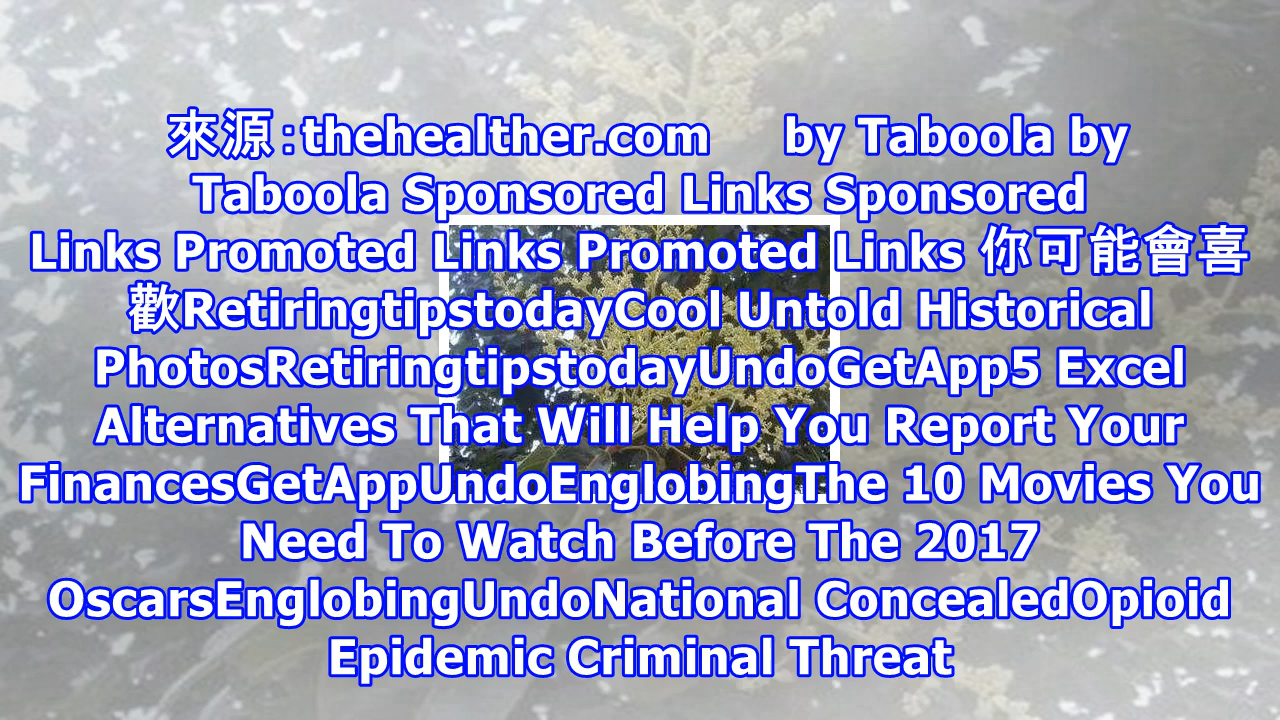 來源：thehealther.com by Taboola by
Taboola Sponsored Links Sponsored
Links Promoted Links Promoted Links 你可能會喜
歡RetiringtipstodayCool Untold Historical
PhotosRetiringtipstodayUndoGetApp5 Excel
Alternatives That Will Help You Report Your
FinancesGetAppUndoEnglobingThe 10 Movies You
Need To Watch Before The 2017
OscarsEnglobingUndoNational ConcealedOpioid
Epidemic Criminal Threat